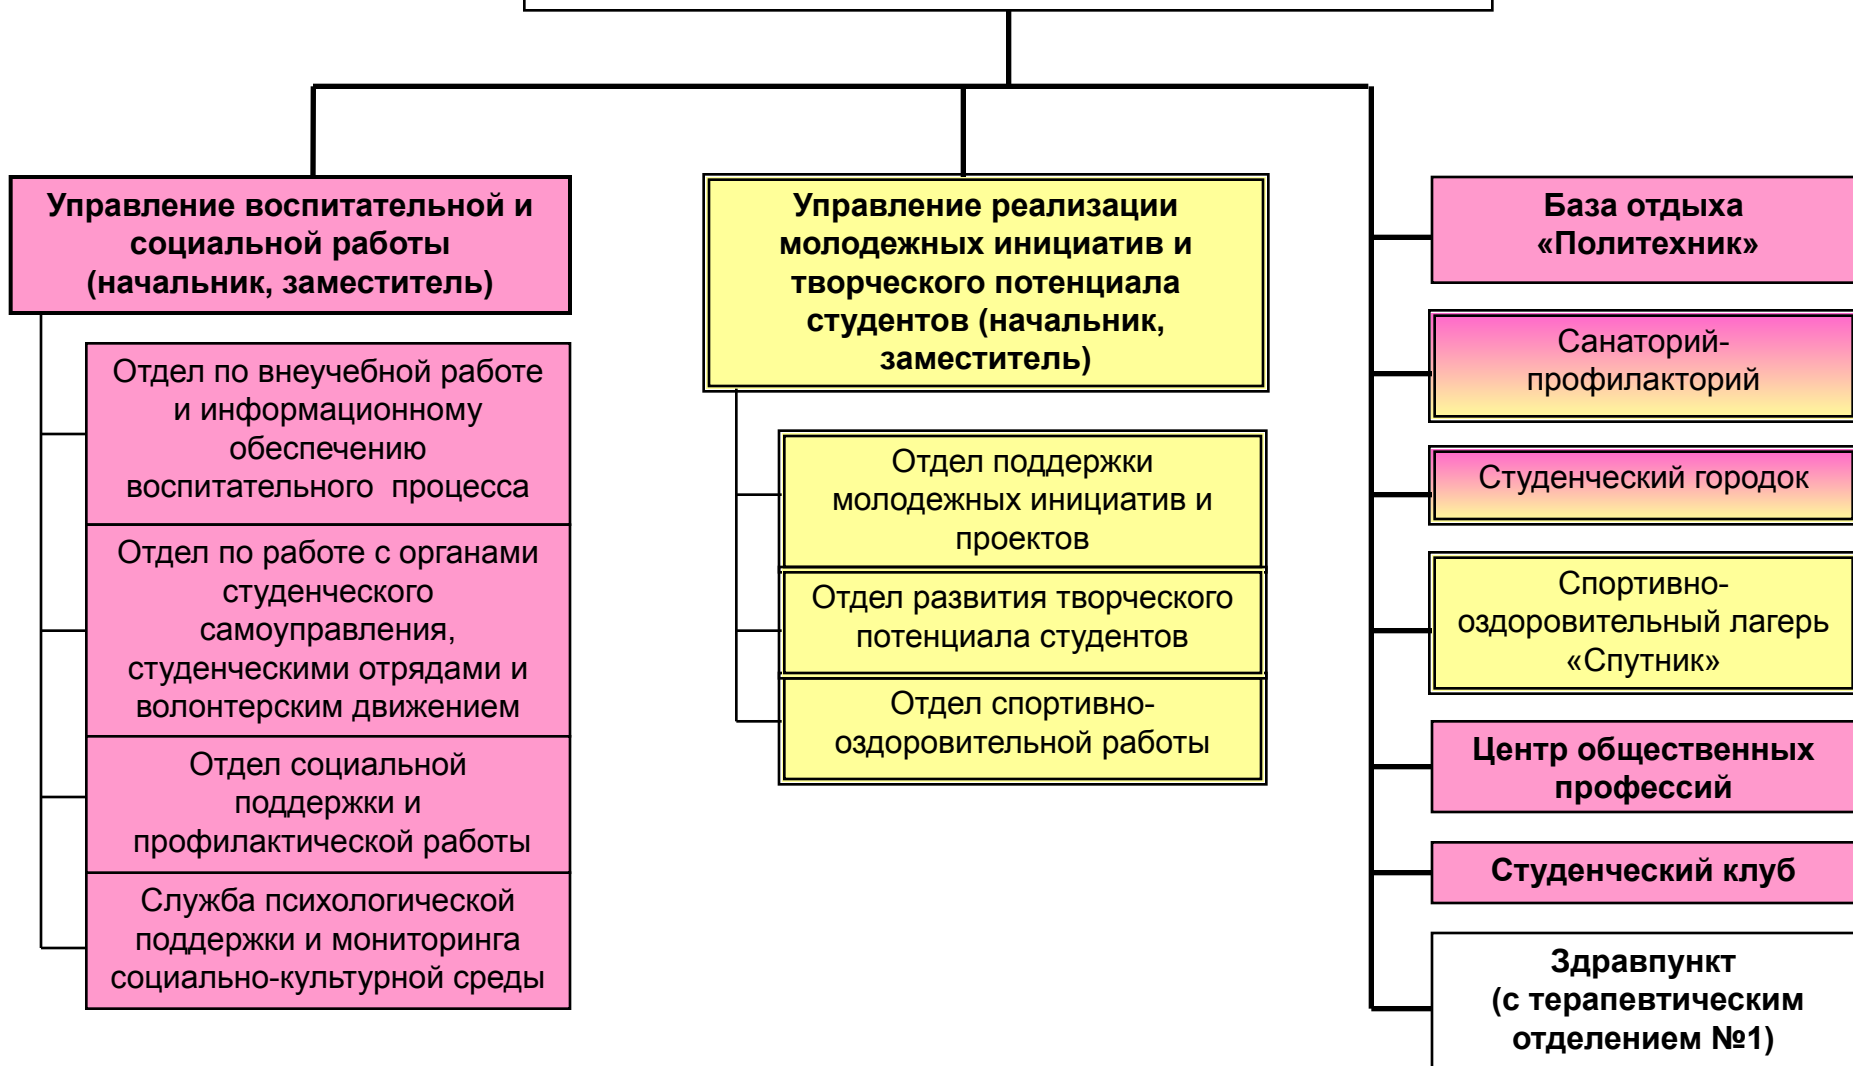 Управление воспитательной и
социальной работы
(начальник, заместитель)
Отдел по внеучебной работе
и информационному
обеспечению
воспитательного процесса
Отдел по работе с органами
студенческого
самоуправления,
студенческими отрядами и
волонтерским движением
Отдел социальной
поддержки и
профилактической работы
Служба психологической
поддержки и мониторинга
социально-культурной среды
Управление реализации
молодежных инициатив и
творческого потенциала
студентов (начальник,
заместитель)
Отдел поддержки
молодежных инициатив и
проектов
Отдел развития творческого
потенциала студентов
Отдел спортивно-
оздоровительной работы
База отдыха
«Политехник»
Санаторий-
профилакторий
Студенческий городок
Спортивно-
оздоровительный лагерь
«Спутник»
Центр общественных
профессий
Студенческий клуб
Здравпункт
(с терапевтическим
отделением №1)